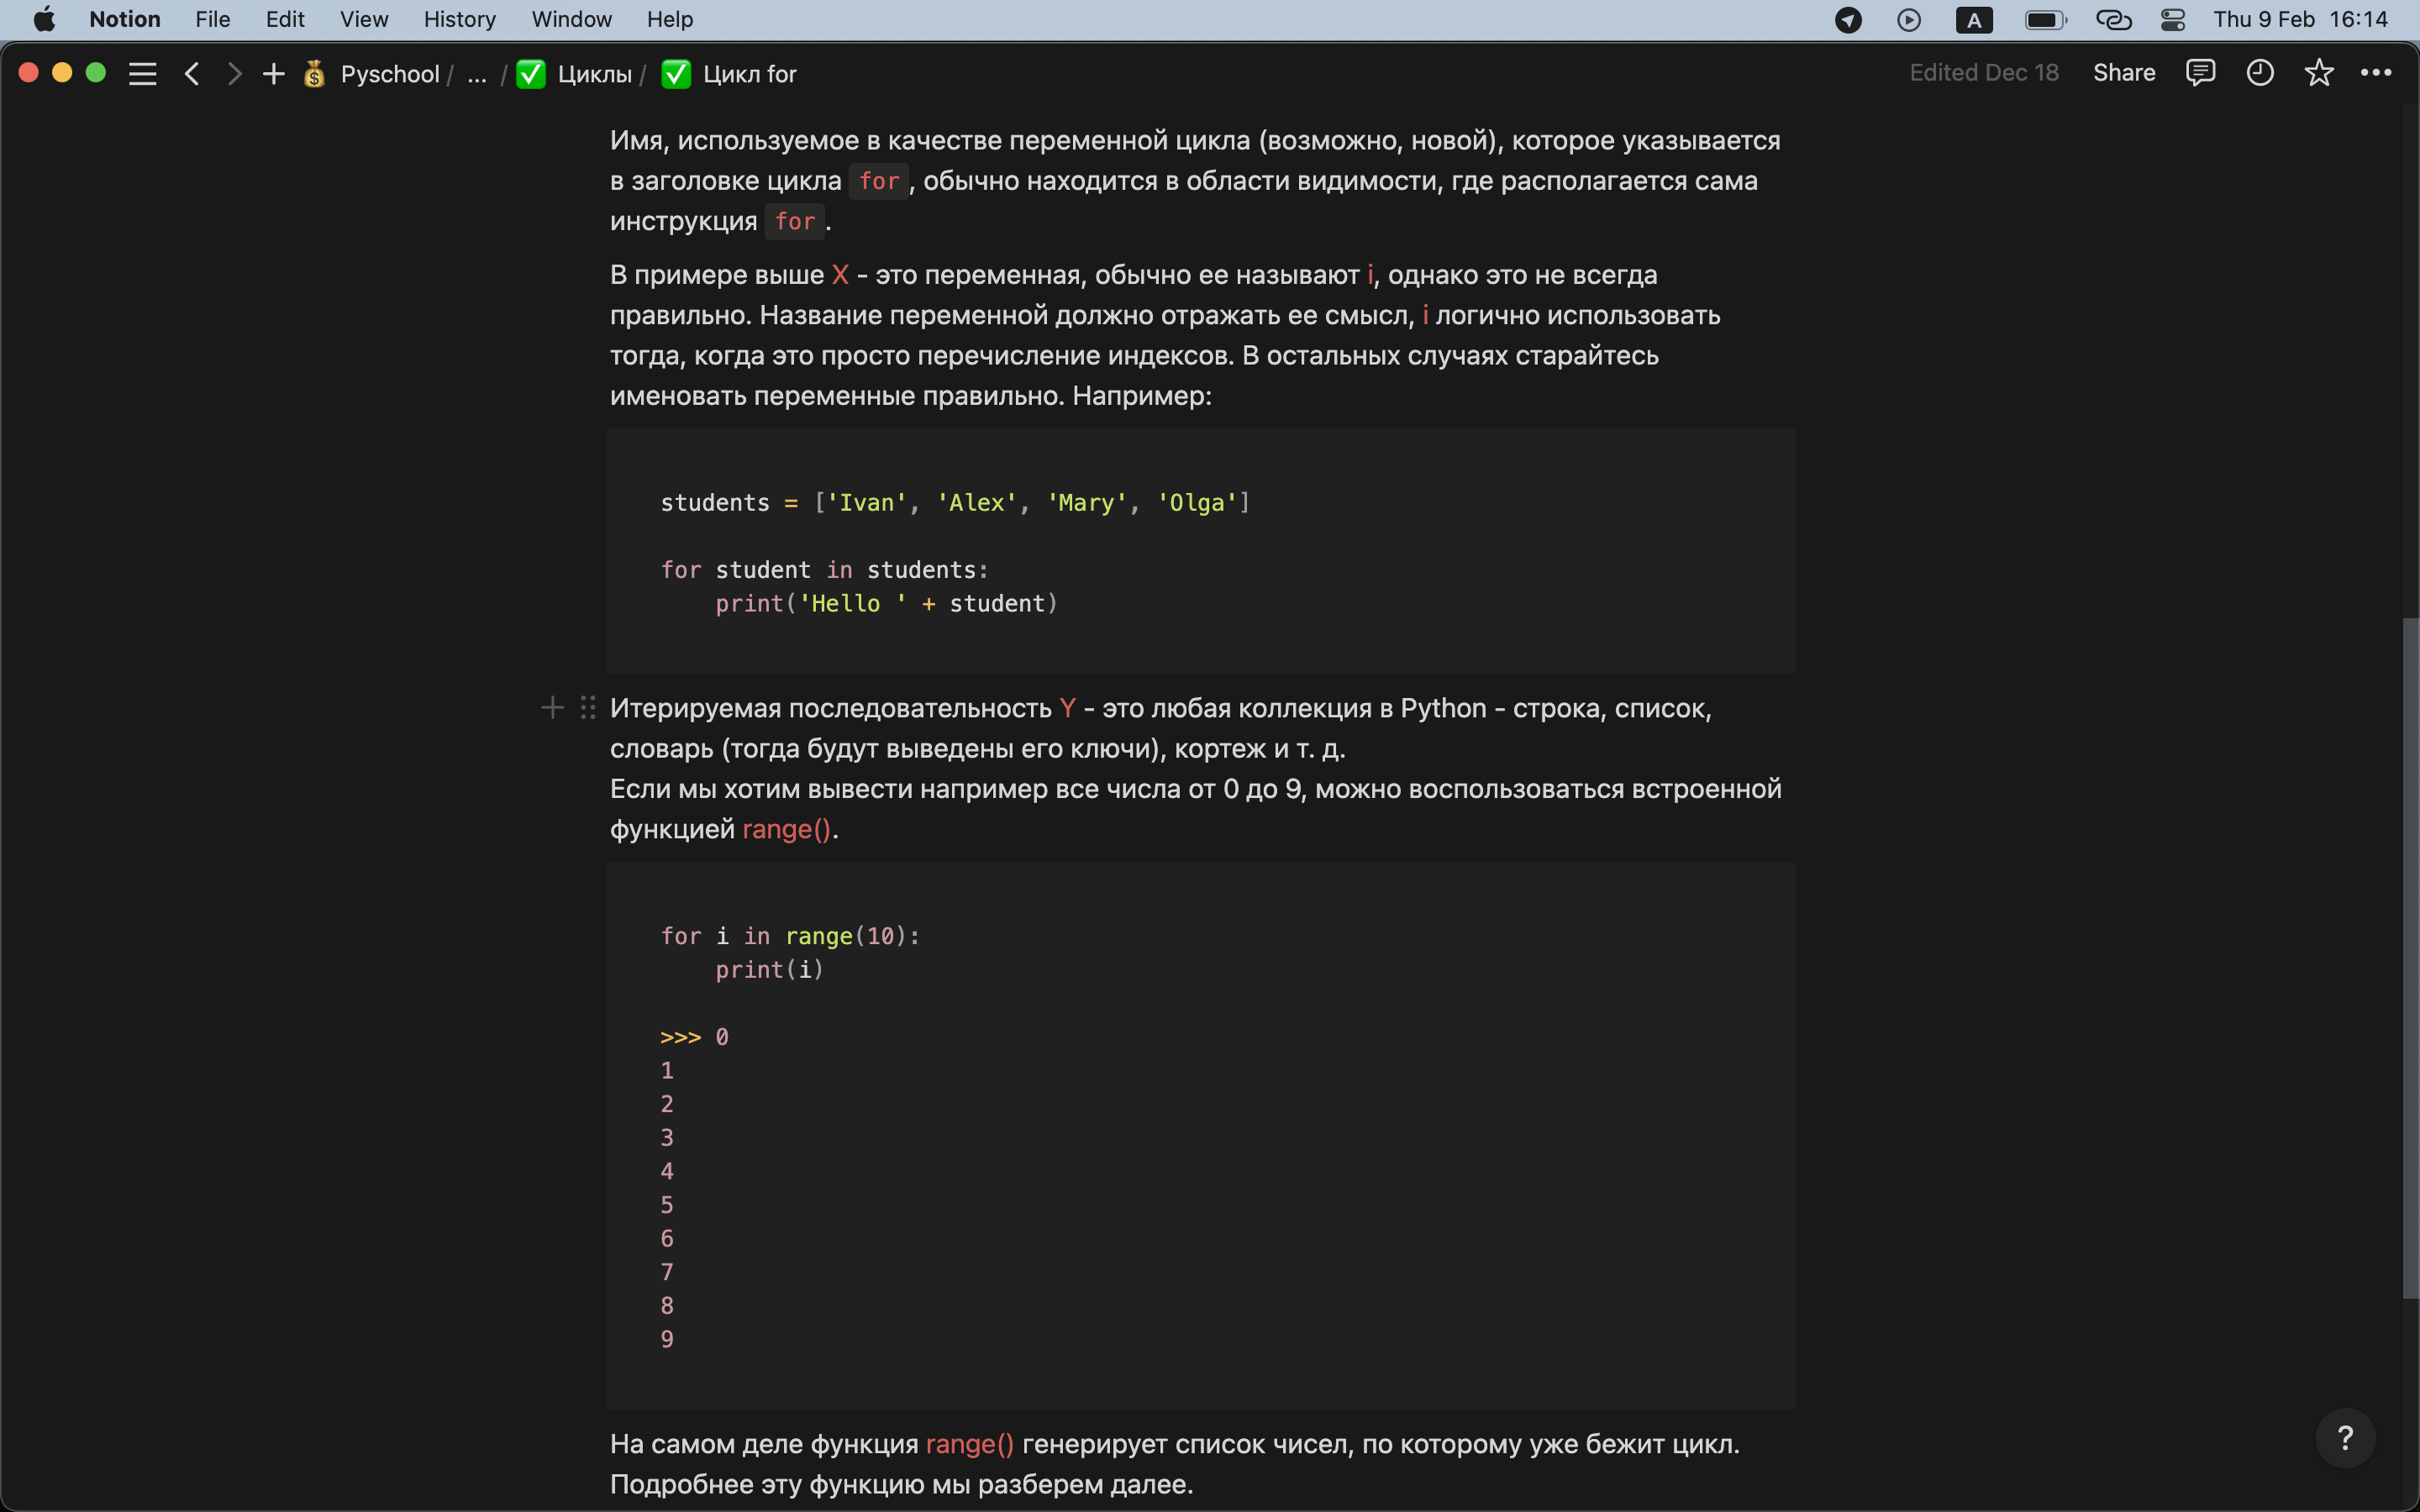 Notion File Edit View History Window Help A Thu 9 Feb 16:14
Pyschool / ... / Циклы / Цикл for Edited Dec 18 Share
Имя, используемое в качестве переменной цикла (возможно, новой), которое указывается
в заголовке цикла for, обычно находится в области видимости, где располагается сама
инструкция for.
В примере выше X - это переменная, обычно ее называют i, однако это не всегда
правильно. Название переменной должно отражать ее смысл, i логично использовать
тогда, когда это просто перечисление индексов. В остальных случаях старайтесь
именовать переменные правильно. Например:
students = ['Ivan', 'Alex', 'Mary', 'Olga']
for student in students:
    print('Hello ' + student)
Итерируемая последовательность Y - это любая коллекция в Python - строка, список,
словарь (тогда будут выведены его ключи), кортеж и т. д.
Если мы хотим вывести например все числа от 0 до 9, можно воспользоваться встроенной
функцией range().
for i in range(10):
    print(i)
>>> 0
1
2
3
4
5
6
7
8
9
На самом деле функция range() генерирует список чисел, по которому уже бежит цикл.
Подробнее эту функцию мы разберем далее.
?